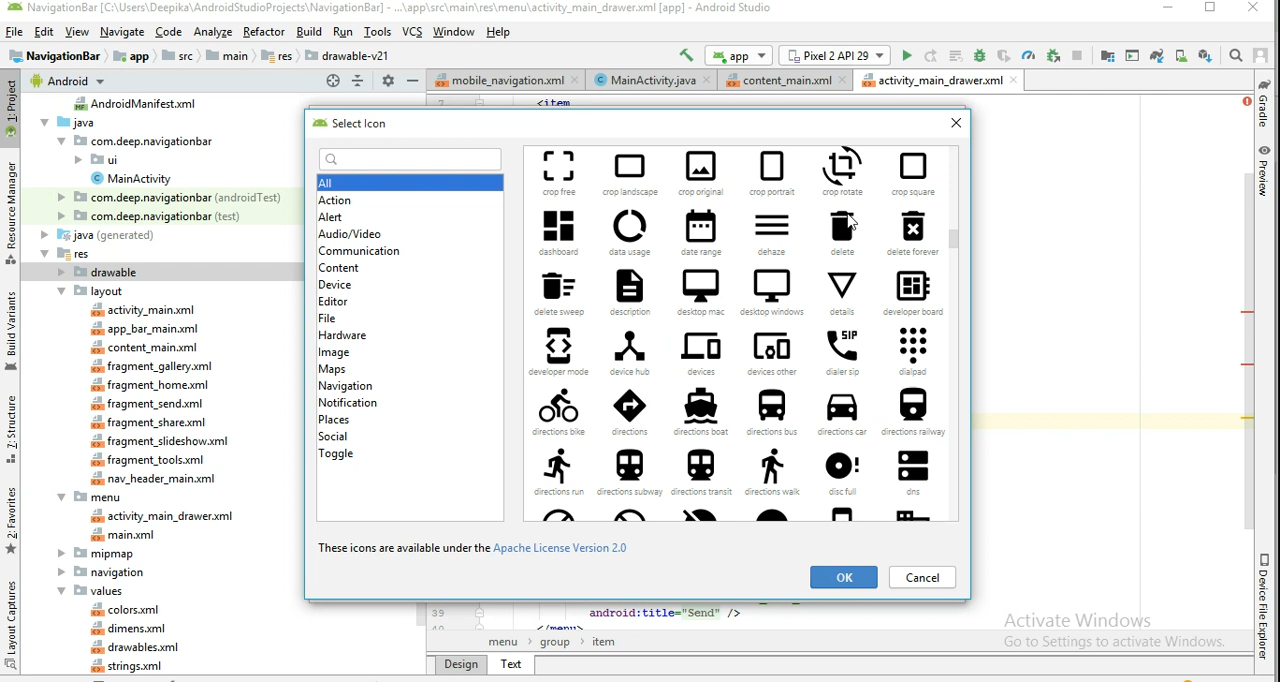 NavigationBar [C:\Users\Deepika\AndroidStudioProjects\NavigationBar] - ...\app\src\main\res\menu\activity_main_drawer.xml [app] - Android Studio
File Edit View Navigate Code Analyze Refactor Build Run Tools VCS Window Help
NavigationBar app src main res drawable-v21 app Pixel 2 API 29
Android mobile_navigation.xml MainActivity.java content_main.xml activity_main_drawer.xml
1: Project
Resource Manager
Build Variants
7: Structure
2: Favorites
Layout Captures
AndroidManifest.xml
java
com.deep.navigationbar
ui
MainActivity
com.deep.navigationbar (androidTest)
com.deep.navigationbar (test)
java (generated)
res
drawable
layout
activity_main.xml
app_bar_main.xml
content_main.xml
fragment_gallery.xml
fragment_home.xml
fragment_send.xml
fragment_share.xml
fragment_slideshow.xml
fragment_tools.xml
nav_header_main.xml
menu
activity_main_drawer.xml
main.xml
mipmap
navigation
values
colors.xml
dimens.xml
drawables.xml
strings.xml
7 <item
Select Icon
All
Action
Alert
Audio/Video
Communication
Content
Device
Editor
File
Hardware
Image
Maps
Navigation
Notification
Places
Social
Toggle
crop free crop landscape crop original crop portrait crop rotate crop square
dashboard data usage date range dehaze delete delete forever
delete sweep description desktop mac desktop windows details developer board
SIP
developer mode device hub devices devices other dialer sip dialpad
directions bike directions directions boat directions bus directions car directions railway
directions run directions subway directions transit directions walk disc full dns
These icons are available under the Apache License Version 2.0
OK Cancel
39 android:title="Send" />
40 </menu>
menu group item
Design Text
Activate Windows
Go to Settings to activate Windows.
Gradle
Preview
Device File Explorer